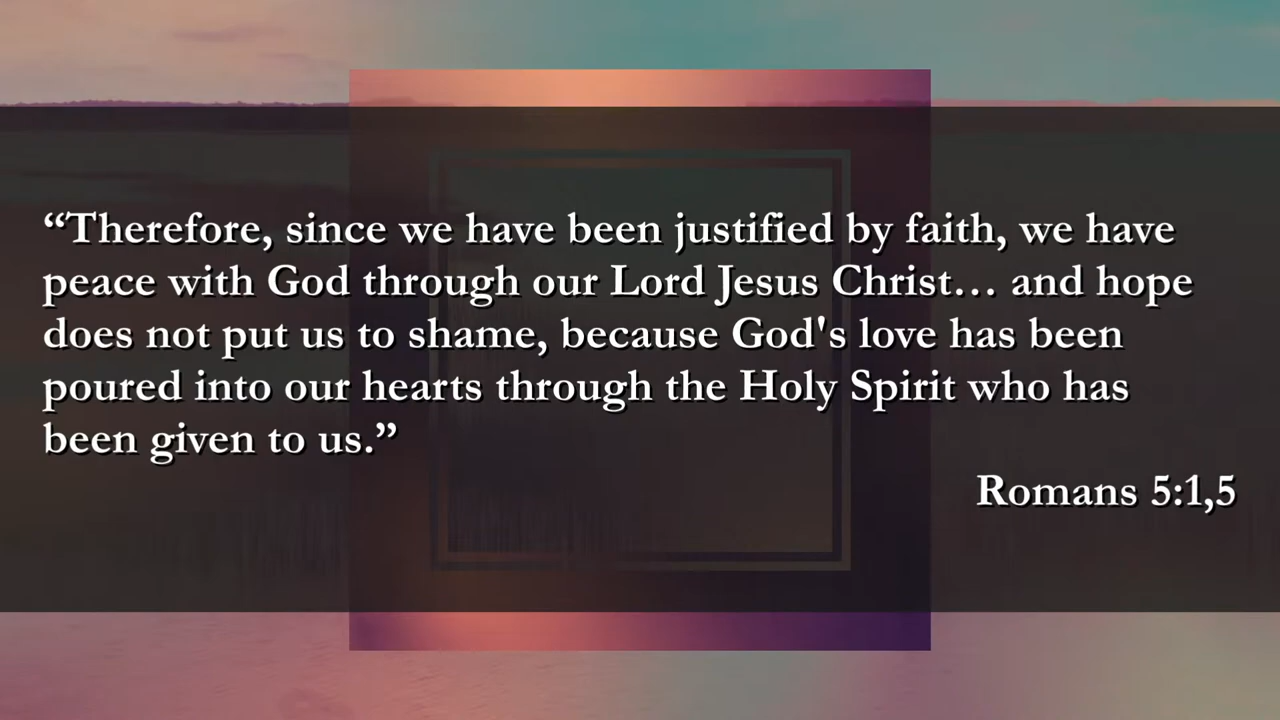 “Therefore, since we have been justified by faith, we have
peace with God through our Lord Jesus Christ… and hope
does not put us to shame, because God's love has been
poured into our hearts through the Holy Spirit who has
been given to us.”
Romans 5:1,5